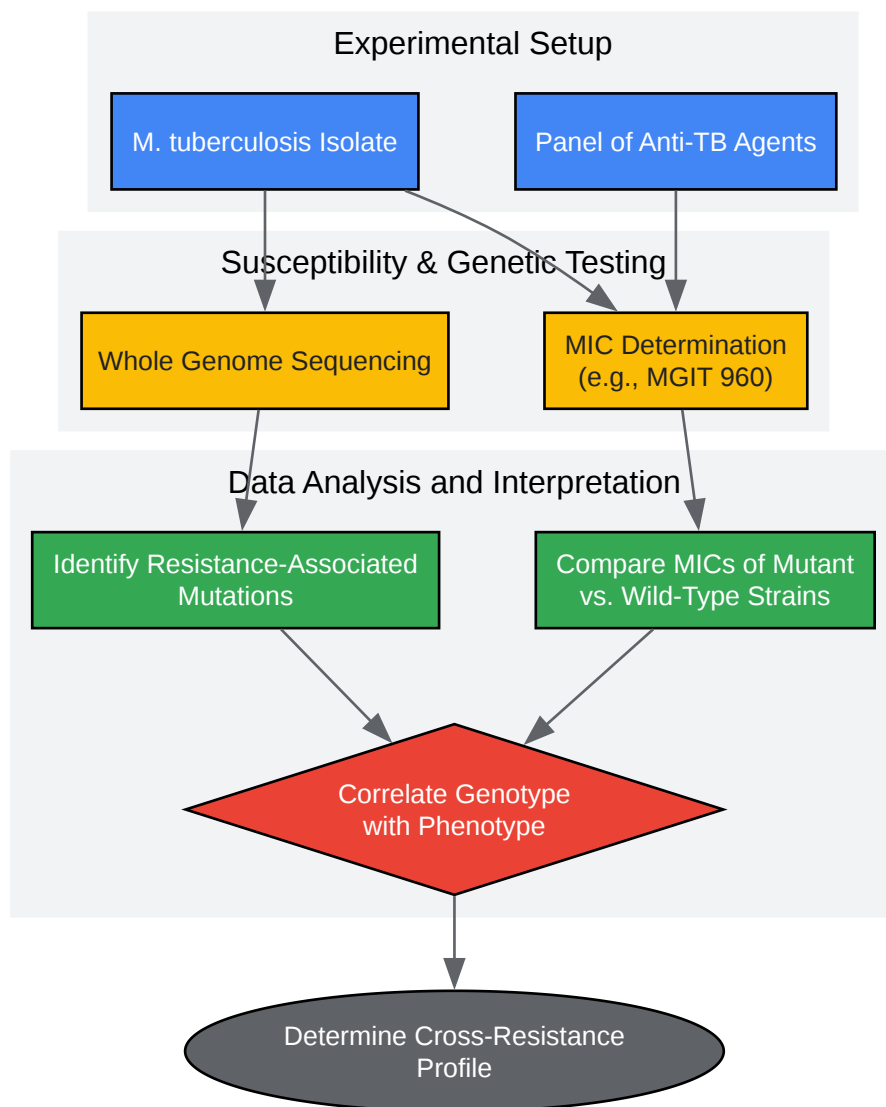 Experimental Setup
M. tuberculosis Isolate
Panel of Anti-TB Agents
Susceptibility & Genetic Testing
Whole Genome Sequencing
MIC Determination
(e.g., MGIT 960)
Data Analysis and Interpretation
Identify Resistance-Associated
Mutations
Compare MICs of Mutant
vs. Wild-Type Strains
Correlate Genotype
with Phenotype
Determine Cross-Resistance
Profile